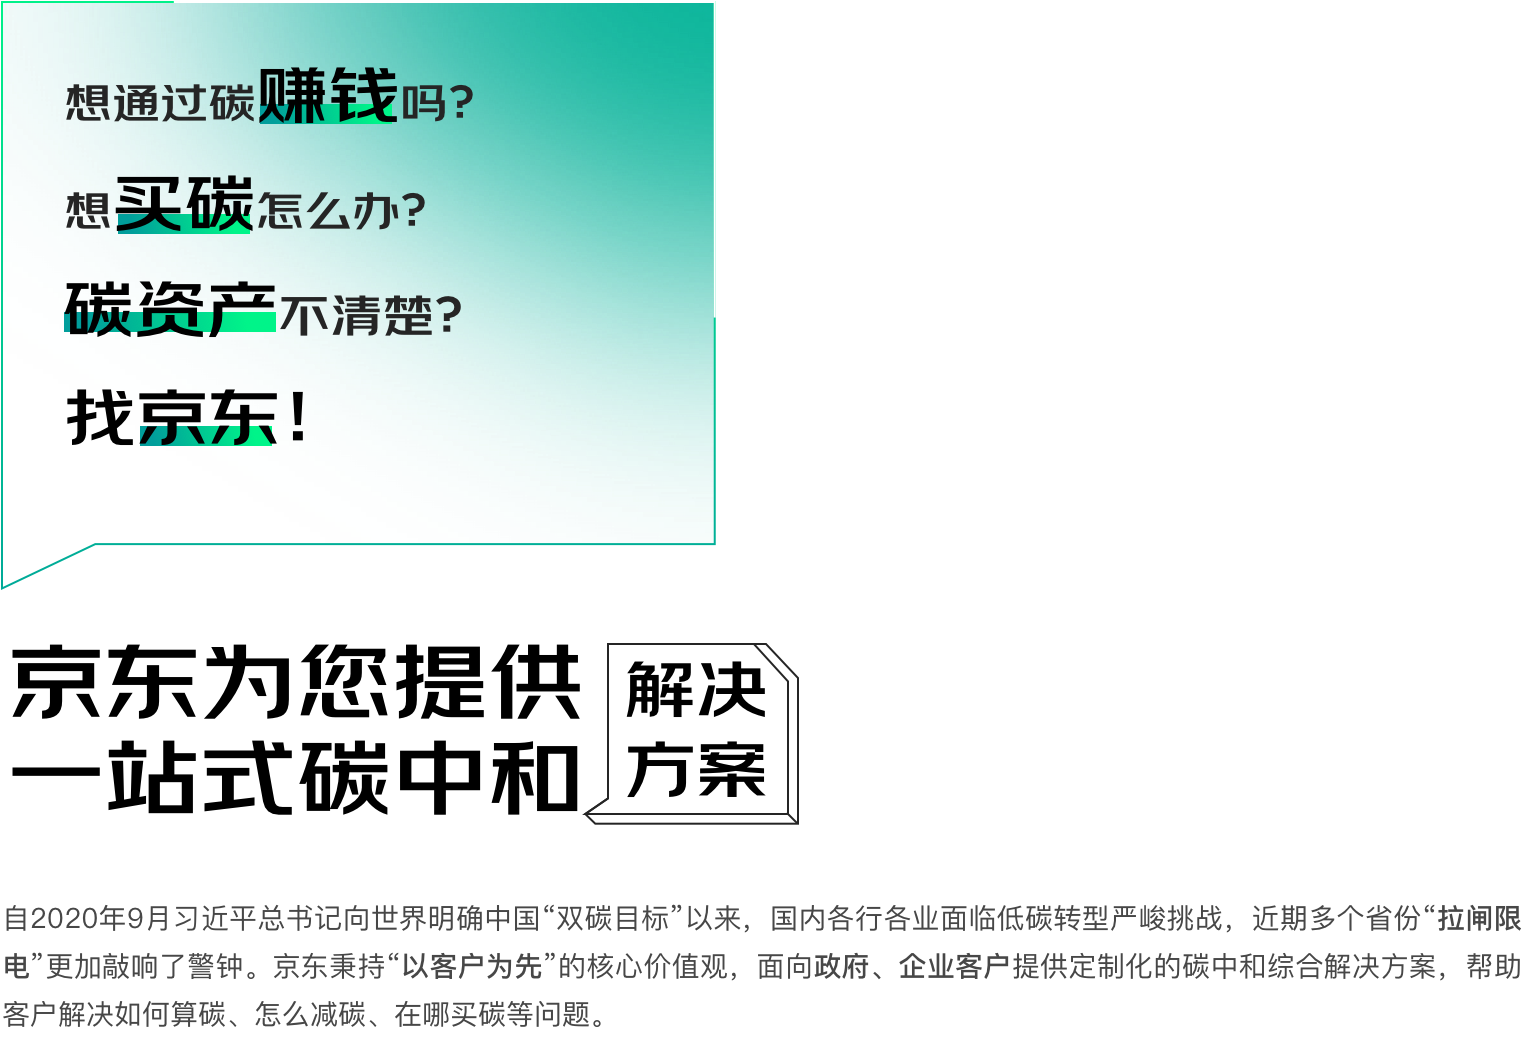 想通过碳赚钱吗?
想买碳怎么办?
碳资产不清楚?
找京东!
京东为您提供
一站式碳中和
解决
方案
自2020年9月习近平总书记向世界明确中国“双碳目标”以来，国内各行各业面临低碳转型严峻挑战，近期多个省份“拉闸限
电”更加敲响了警钟。京东秉持“以客户为先”的核心价值观，面向政府、企业客户提供定制化的碳中和综合解决方案，帮助
客户解决如何算碳、怎么减碳、在哪买碳等问题。